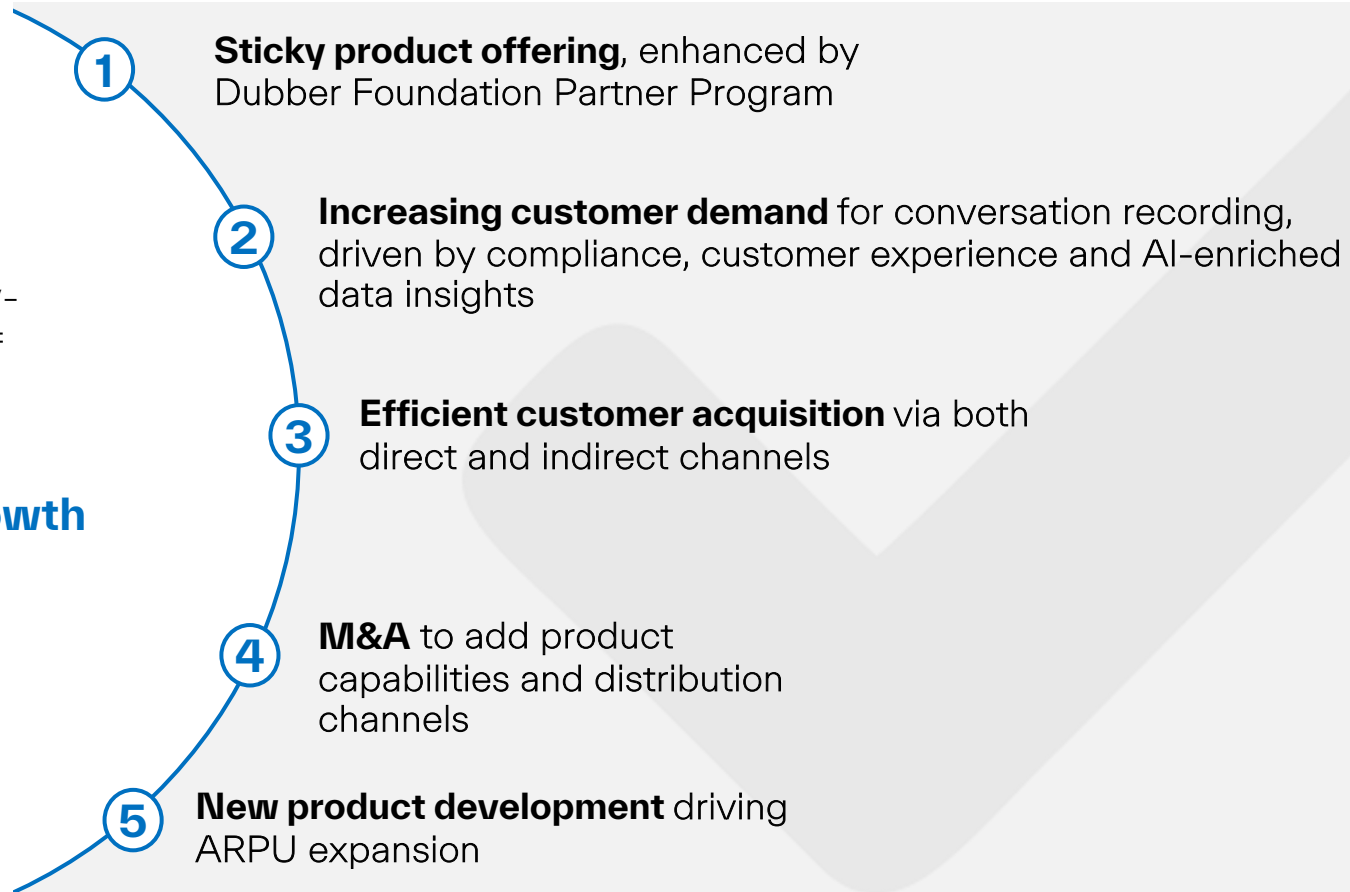 1
Sticky product offering, enhanced by
Dubber Foundation Partner Program
2
Increasing customer demand for conversation recording,
driven by compliance, customer experience and AI-enriched
data insights
3
Efficient customer acquisition via both
direct and indirect channels
owth
4
M&A to add product
capabilities and distribution
channels
5
New product development driving
ARPU expansion